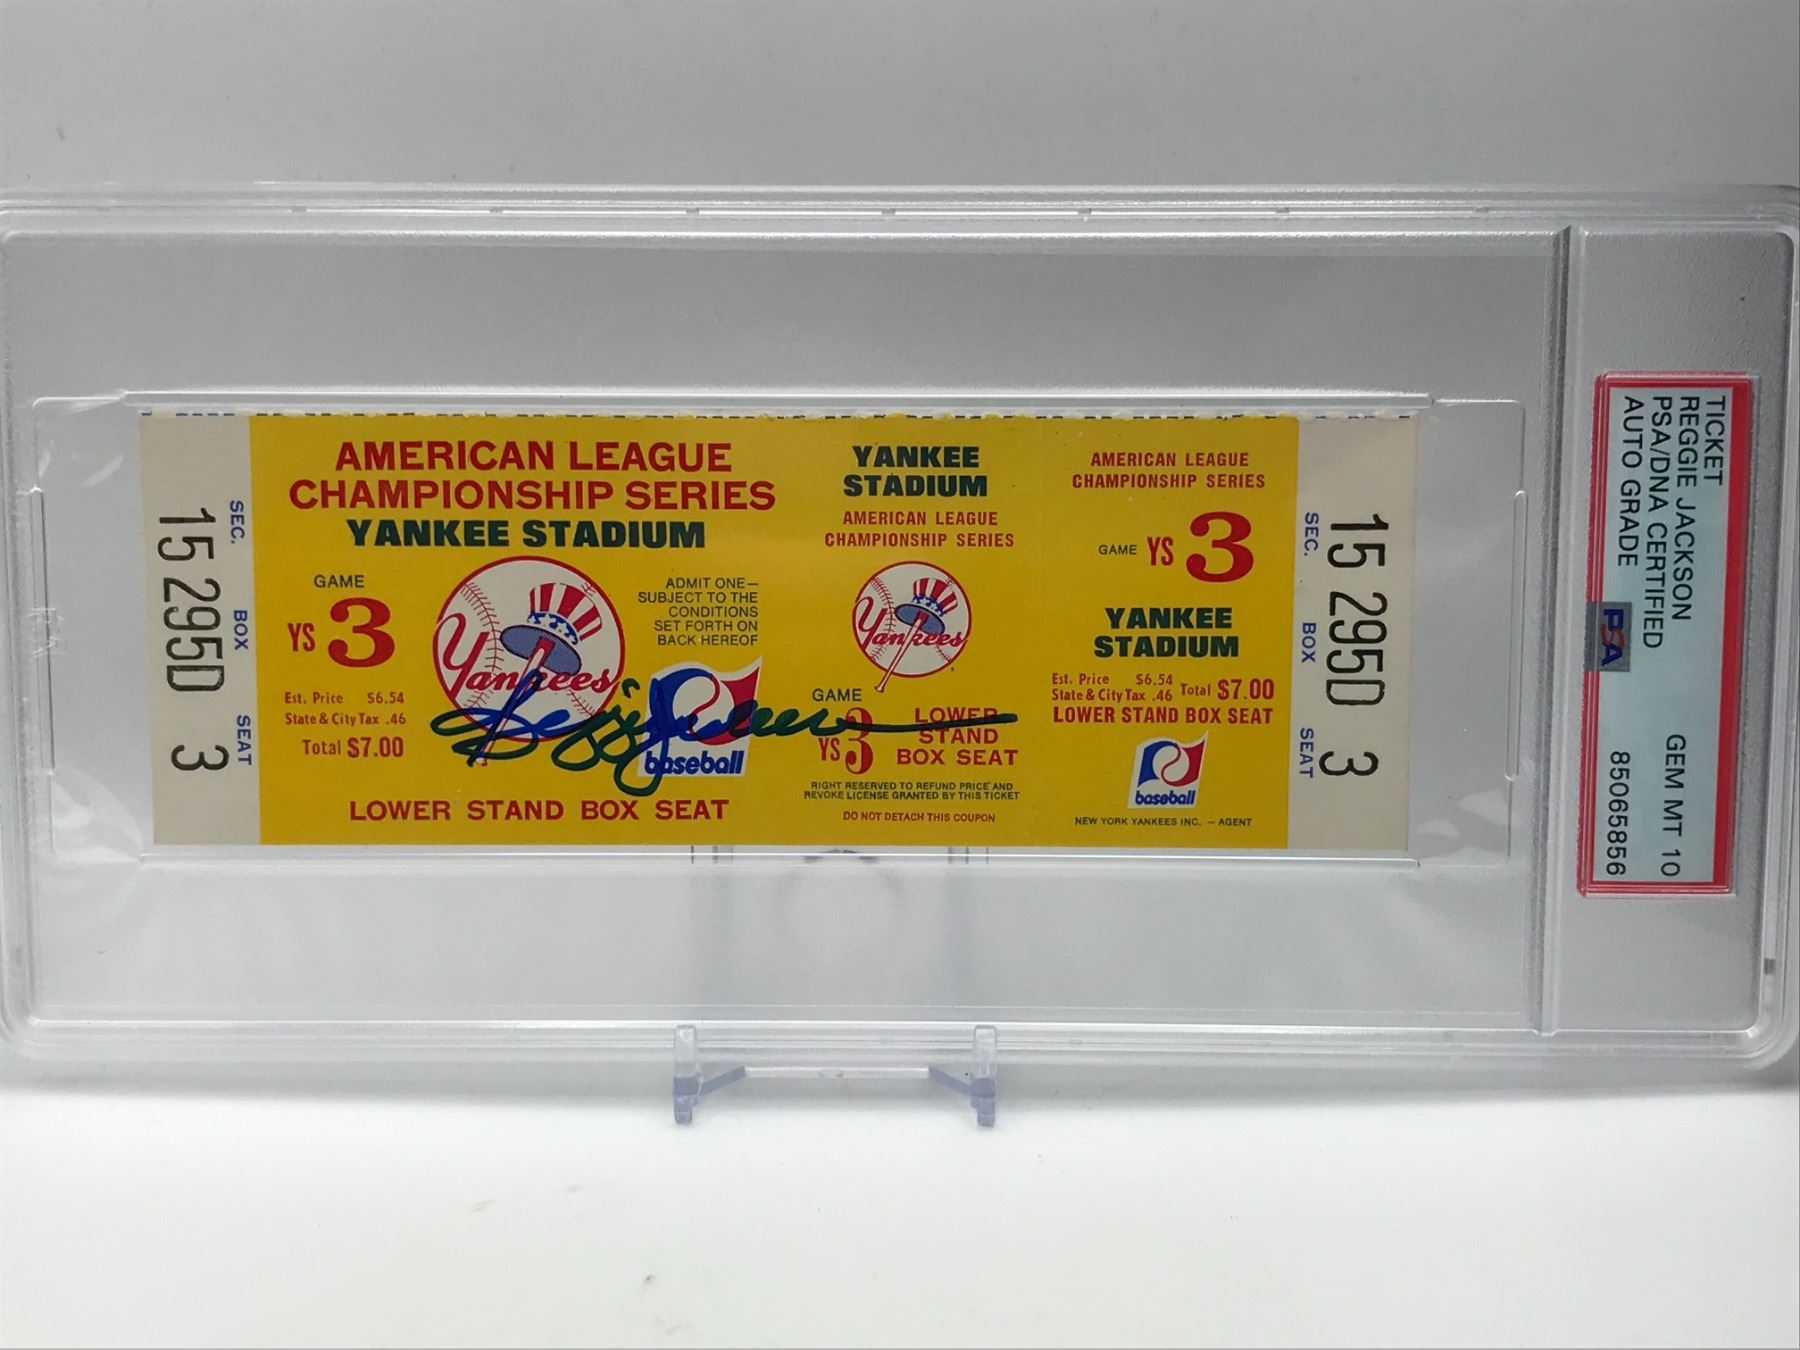 SEC. BOX SEAT
15 295D 3
AMERICAN LEAGUE
CHAMPIONSHIP SERIES
YANKEE STADIUM
GAME
YS 3
Est. Price $6.54
State & City Tax .46
Total $7.00
Yankees
ADMIT ONE—
SUBJECT TO THE
CONDITIONS
SET FORTH ON
BACK HEREOF
baseball
Reggie Jackson
LOWER STAND BOX SEAT
YANKEE
STADIUM
AMERICAN LEAGUE
CHAMPIONSHIP SERIES
Yankees
GAME
YS 3
LOWER
STAND
BOX SEAT
RIGHT RESERVED TO REFUND PRICE AND
REVOKE LICENSE GRANTED BY THIS TICKET
DO NOT DETACH THIS COUPON
AMERICAN LEAGUE
CHAMPIONSHIP SERIES
GAME YS 3
YANKEE
STADIUM
Est. Price $6.54
State & City Tax .46 Total $7.00
LOWER STAND BOX SEAT
baseball
NEW YORK YANKEES INC. — AGENT
SEC. BOX SEAT
15 295D 3
TICKET
REGGIE JACKSON
PSA/DNA CERTIFIED
AUTO GRADE
GEM MT 10
85065856
PSA